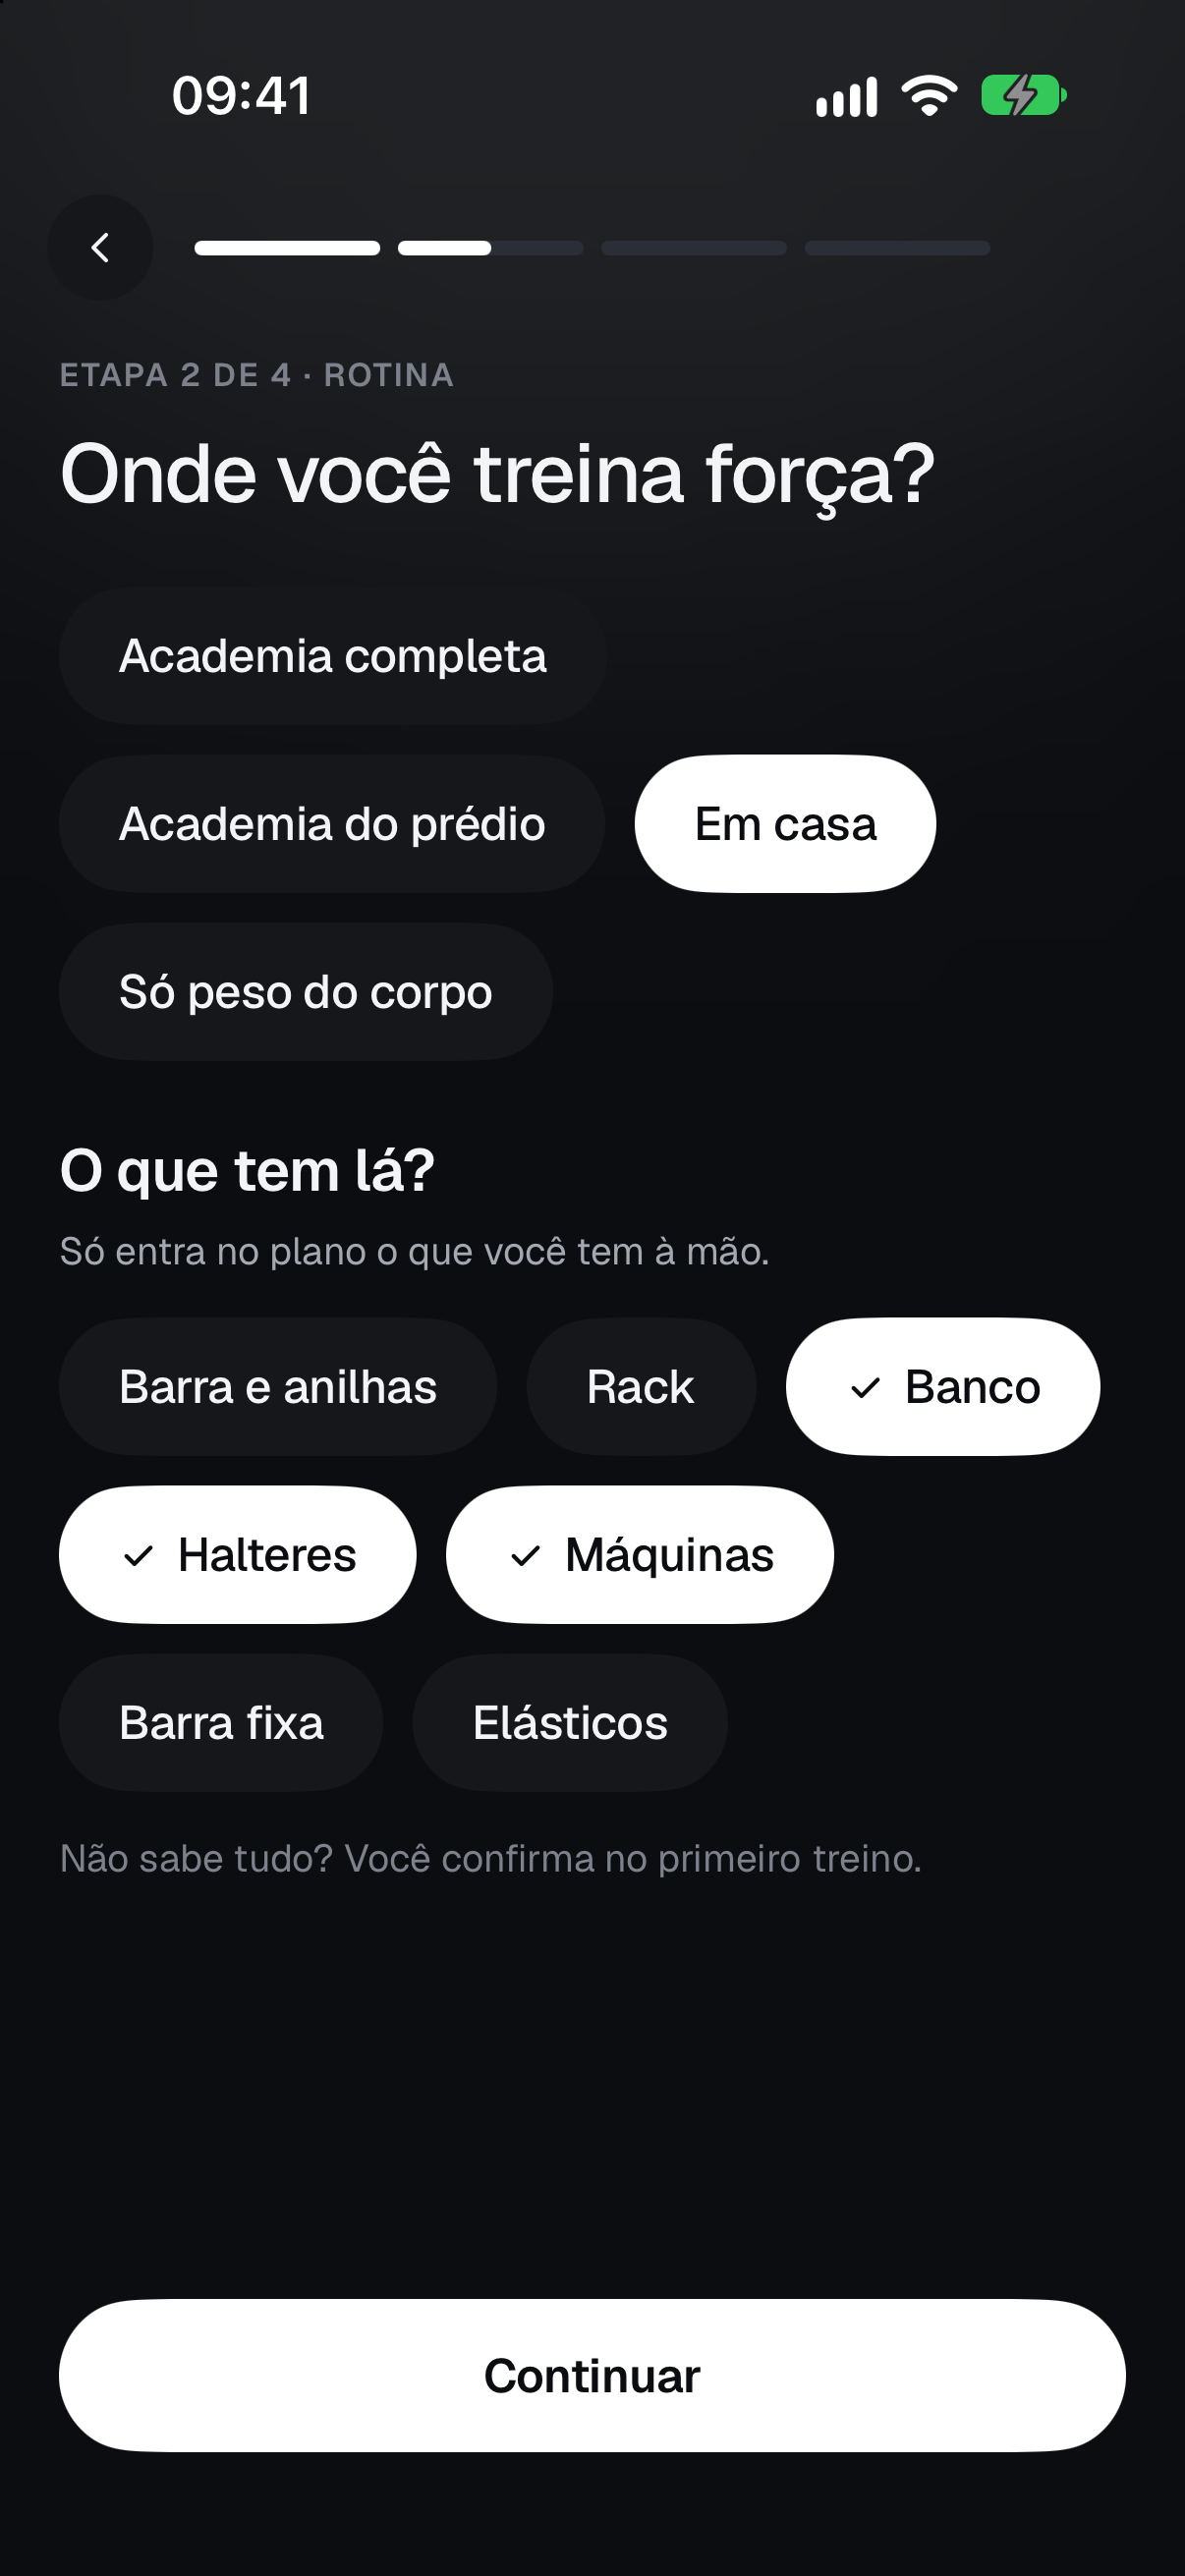 09:41
ETAPA 2 DE 4 · ROTINA
Onde você treina força?
Academia completa
Academia do prédio
Em casa
Só peso do corpo
O que tem lá?
Só entra no plano o que você tem à mão.
Barra e anilhas
Rack
Banco
Halteres
Máquinas
Barra fixa
Elásticos
Não sabe tudo? Você confirma no primeiro treino.
Continuar